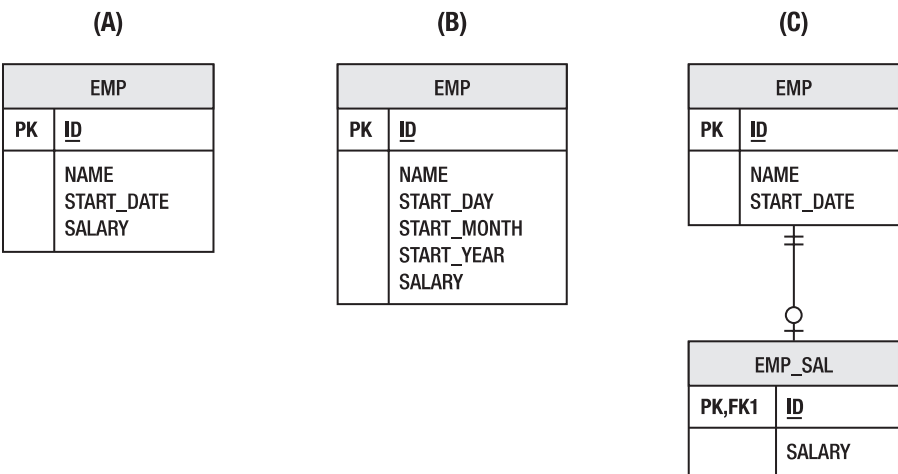 (A)
EMP
PK ID
NAME
START_DATE
SALARY
(B)
EMP
PK ID
NAME
START_DAY
START_MONTH
START_YEAR
SALARY
(C)
EMP
PK ID
NAME
START_DATE
EMP_SAL
PK,FK1 ID
SALARY